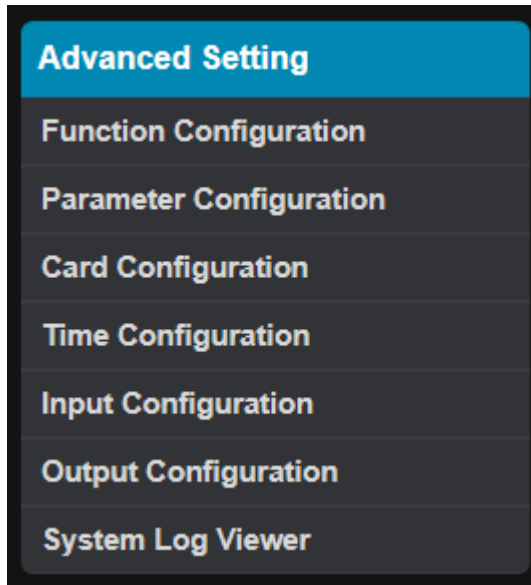 Advanced Setting
Function Configuration
Parameter Configuration
Card Configuration
Time Configuration
Input Configuration
Output Configuration
System Log Viewer